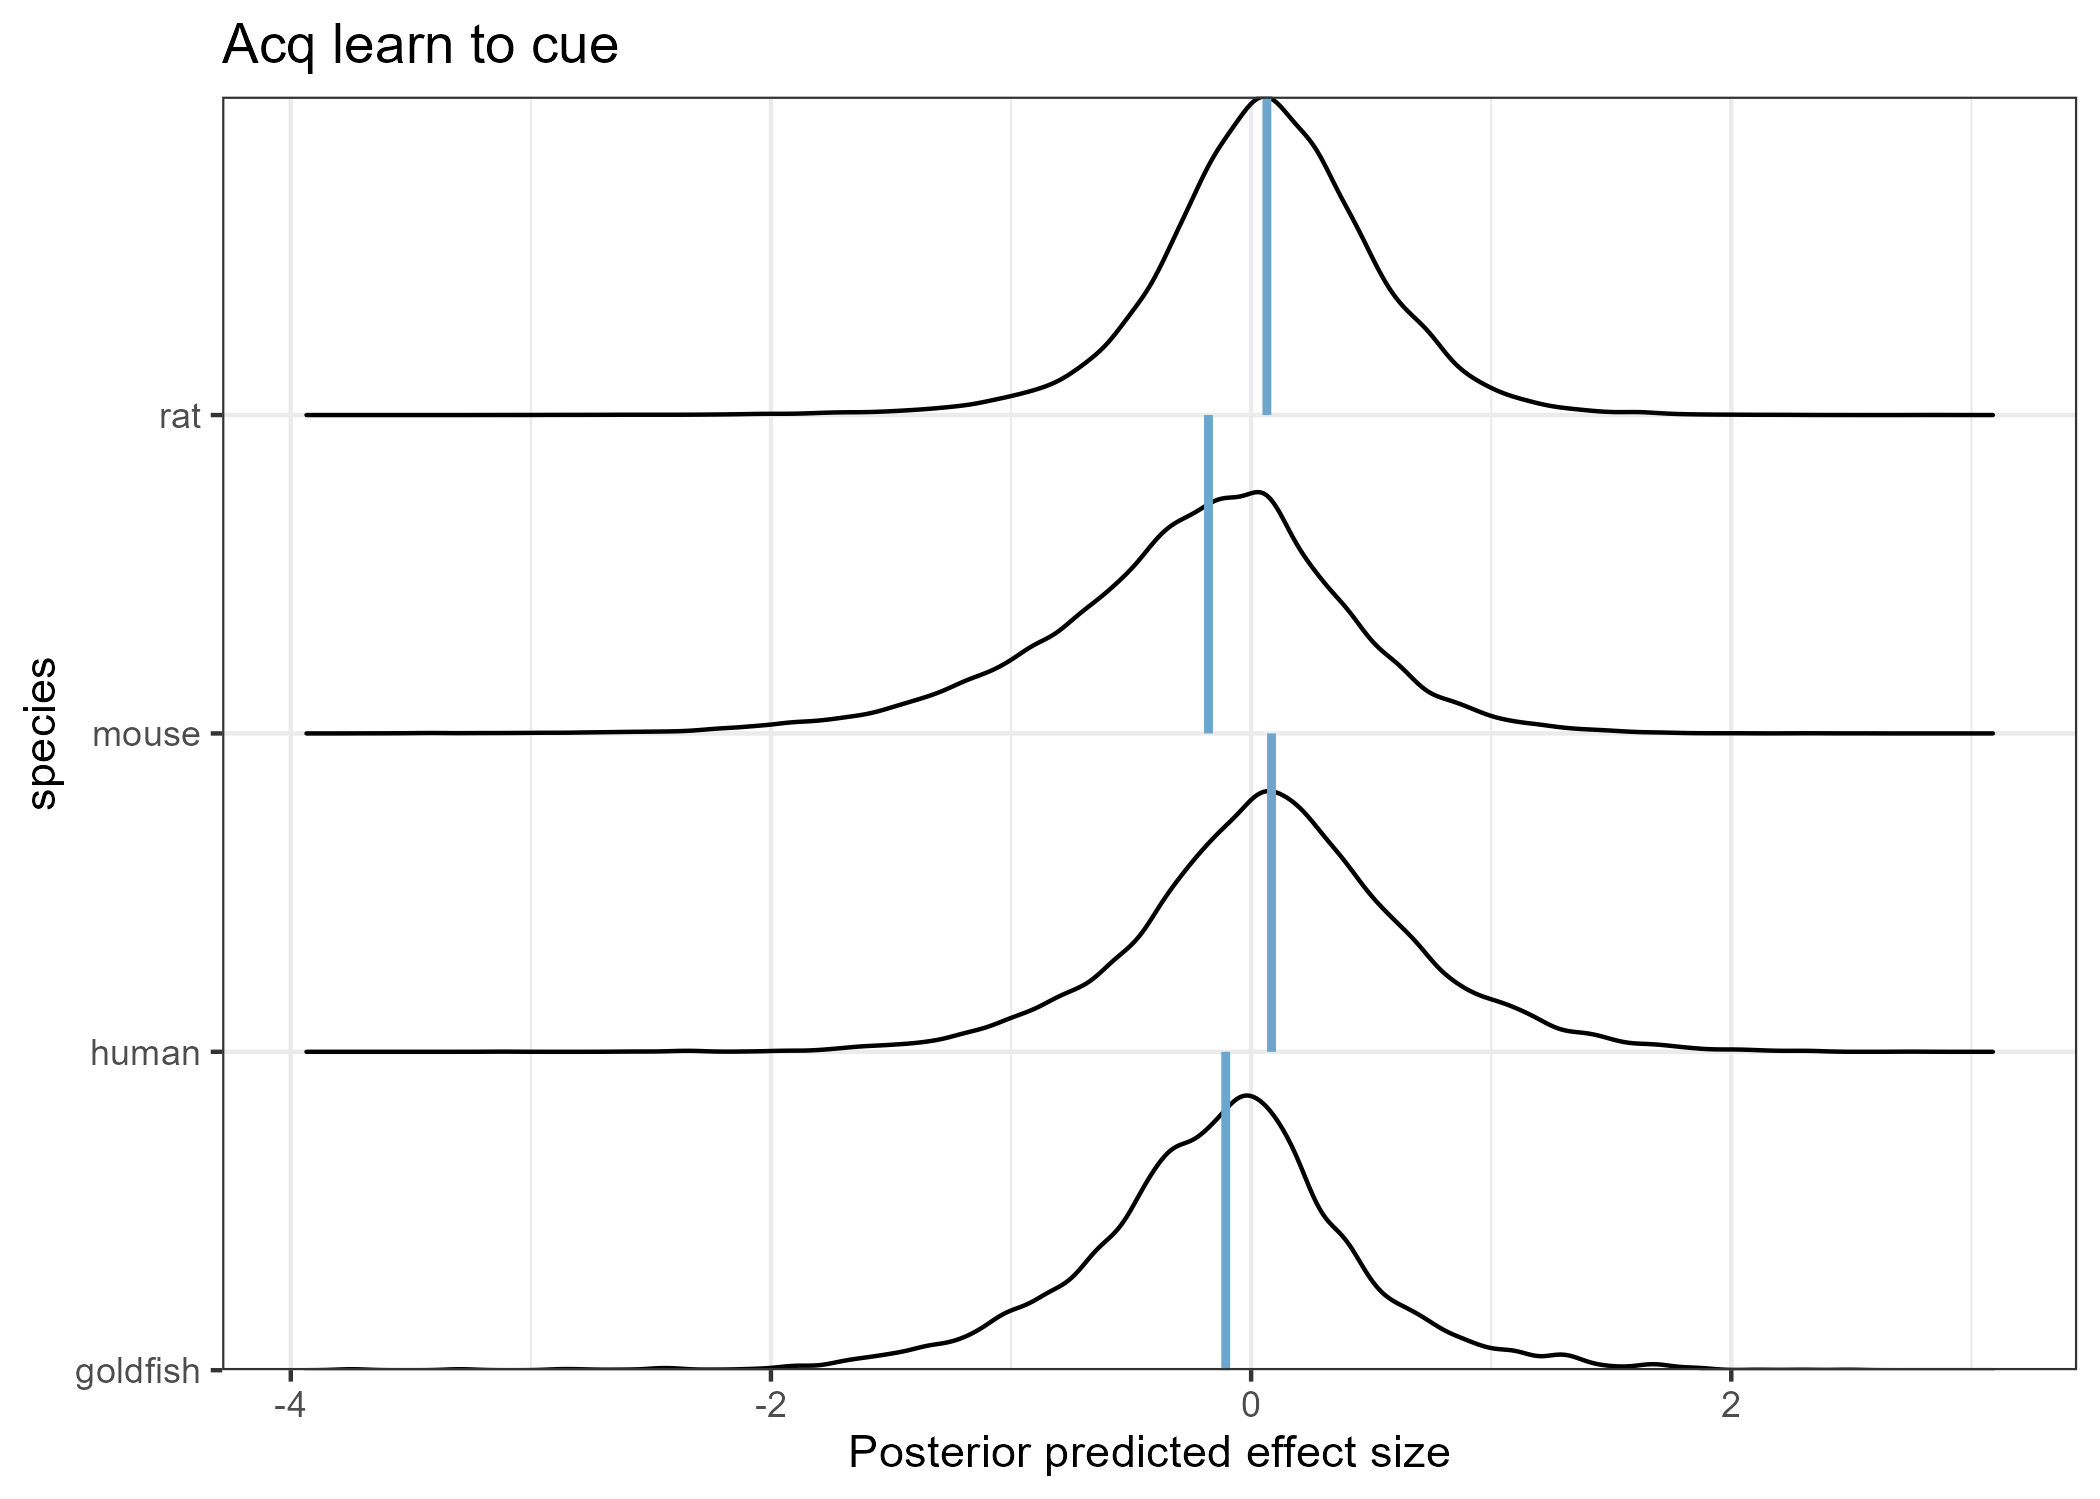 Acq learn to cue
species
rat
mouse
human
goldfish
-4
-2
0
2
Posterior predicted effect size